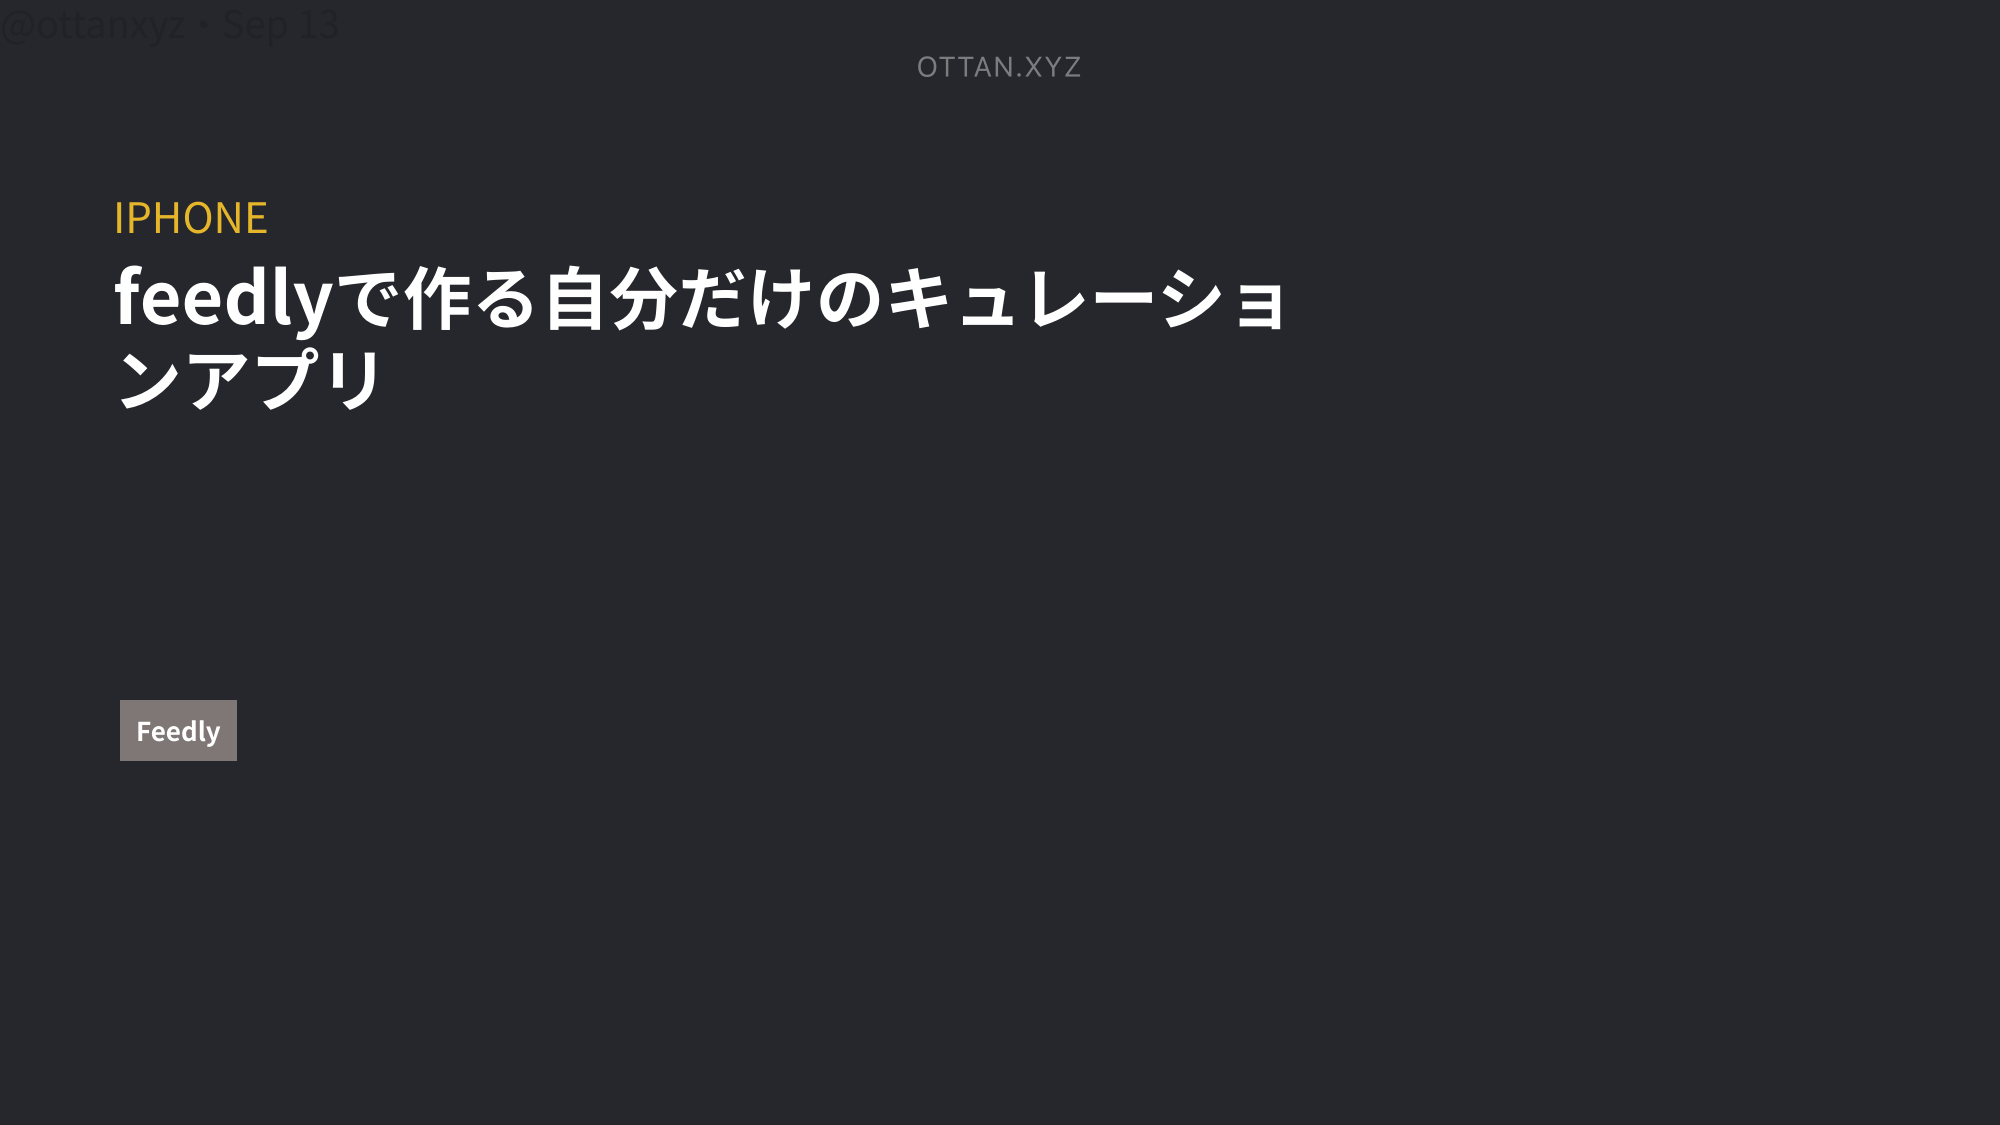 @ottanxyz・Sep 13
OTTAN.XYZ
IPHONE
feedlyで作る自分だけのキュレーショ
ンアプリ
Feedly